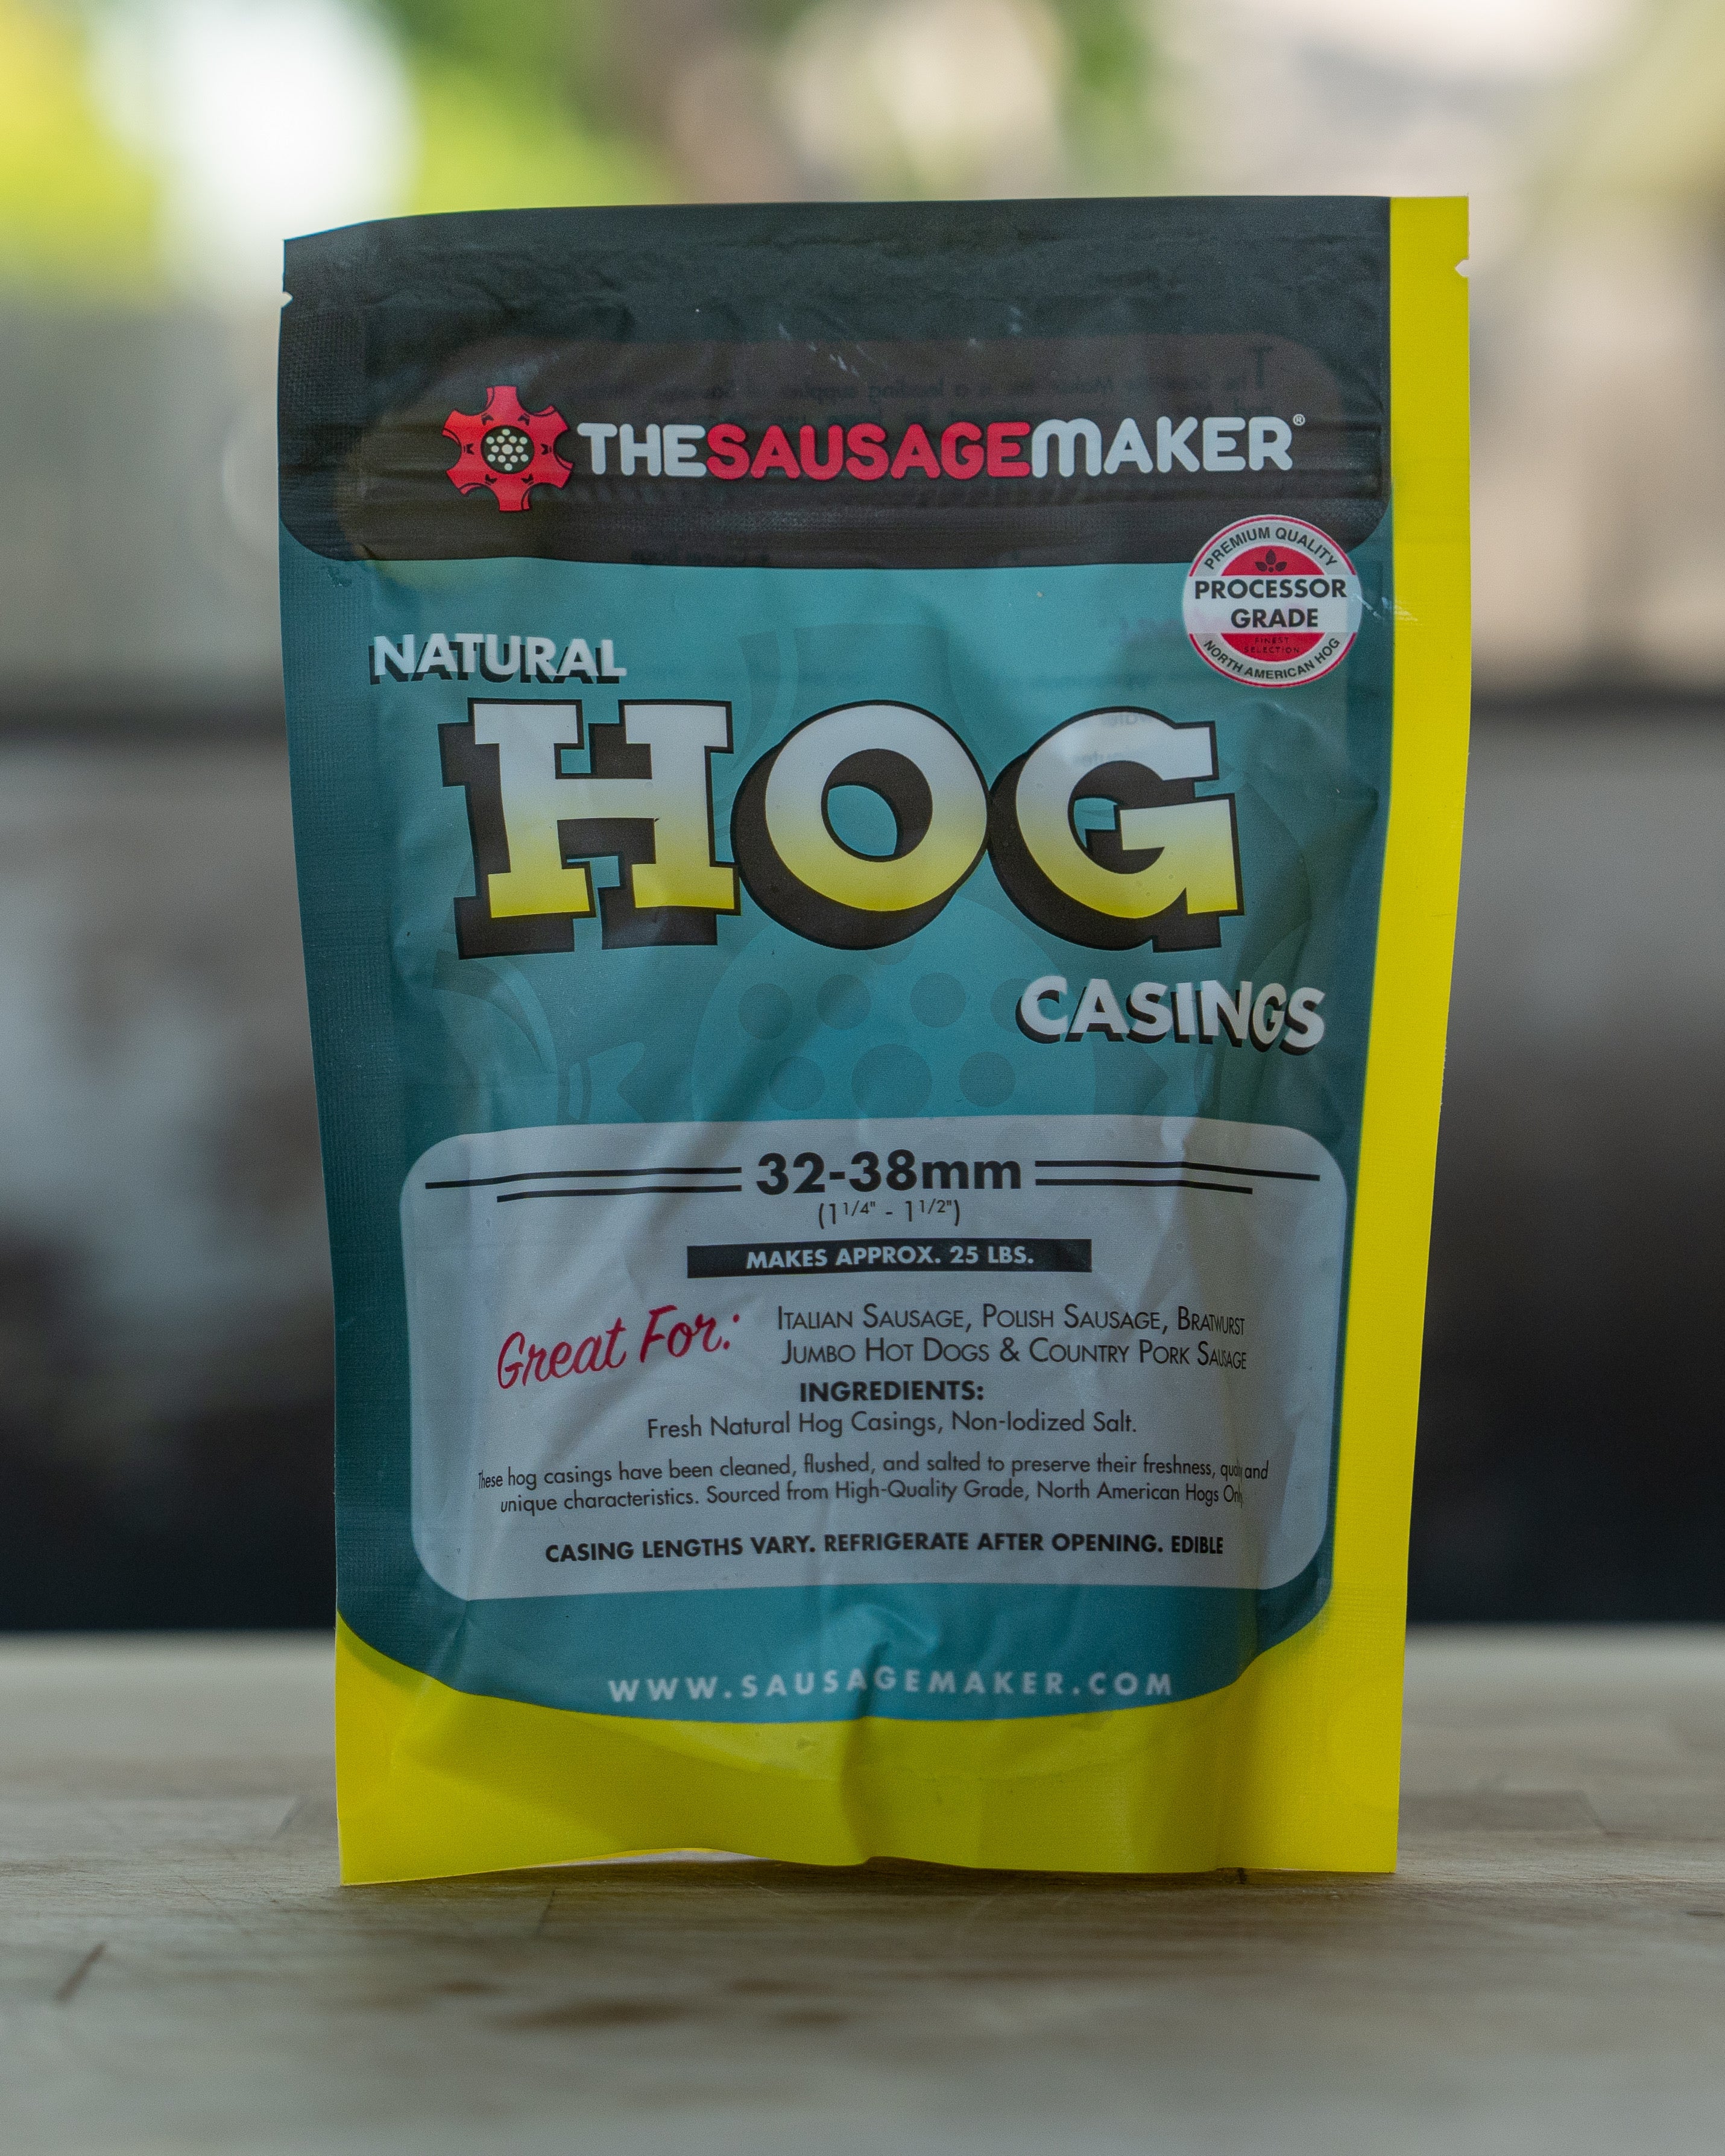 THESAUSAGEMAKER®
PREMIUM QUALITY
PROCESSOR
GRADE
FINEST
SELECTION
NORTH AMERICAN HOG
NATURAL
HOG
CASINGS
32-38mm
(1 1/4" - 1 1/2")
MAKES APPROX. 25 LBS.
Great For: ITALIAN SAUSAGE, POLISH SAUSAGE, BRATWURST
JUMBO HOT DOGS & COUNTRY PORK SAUSAGE
INGREDIENTS:
Fresh Natural Hog Casings, Non-Iodized Salt.
These hog casings have been cleaned, flushed, and salted to preserve their freshness, and
unique characteristics. Sourced from High-Quality Grade, North American Hogs
CASING LENGTHS VARY. REFRIGERATE AFTER OPENING. EDIBLE
WWW.SAUSAGEMAKER.COM